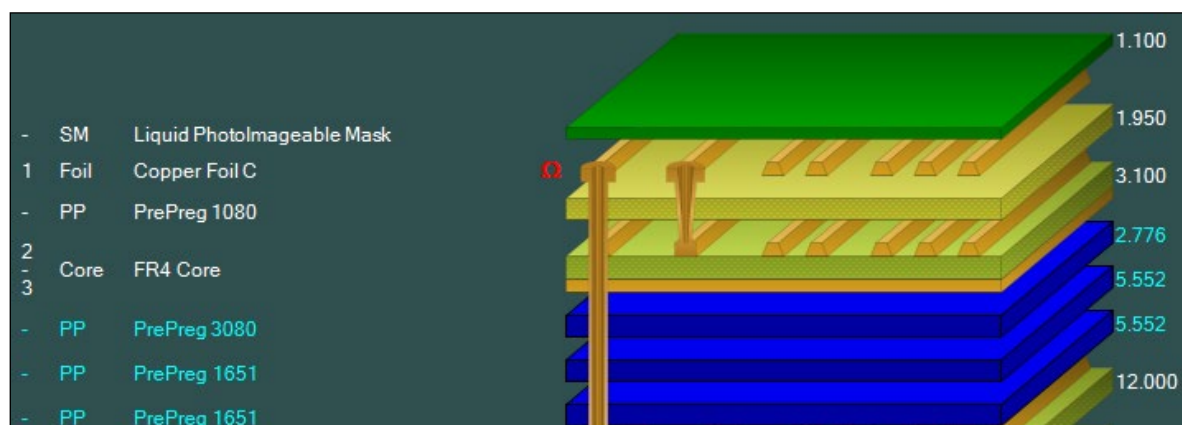 1.100
- SM Liquid PhotoImageable Mask
1.950
1 Foil Copper Foil C Ω
3.100
- PP PrePreg 1080
2
-
3
Core FR4 Core
2.776
5.552
- PP PrePreg 3080
5.552
- PP PrePreg 1651
12.000
- PP PrePreg 1651